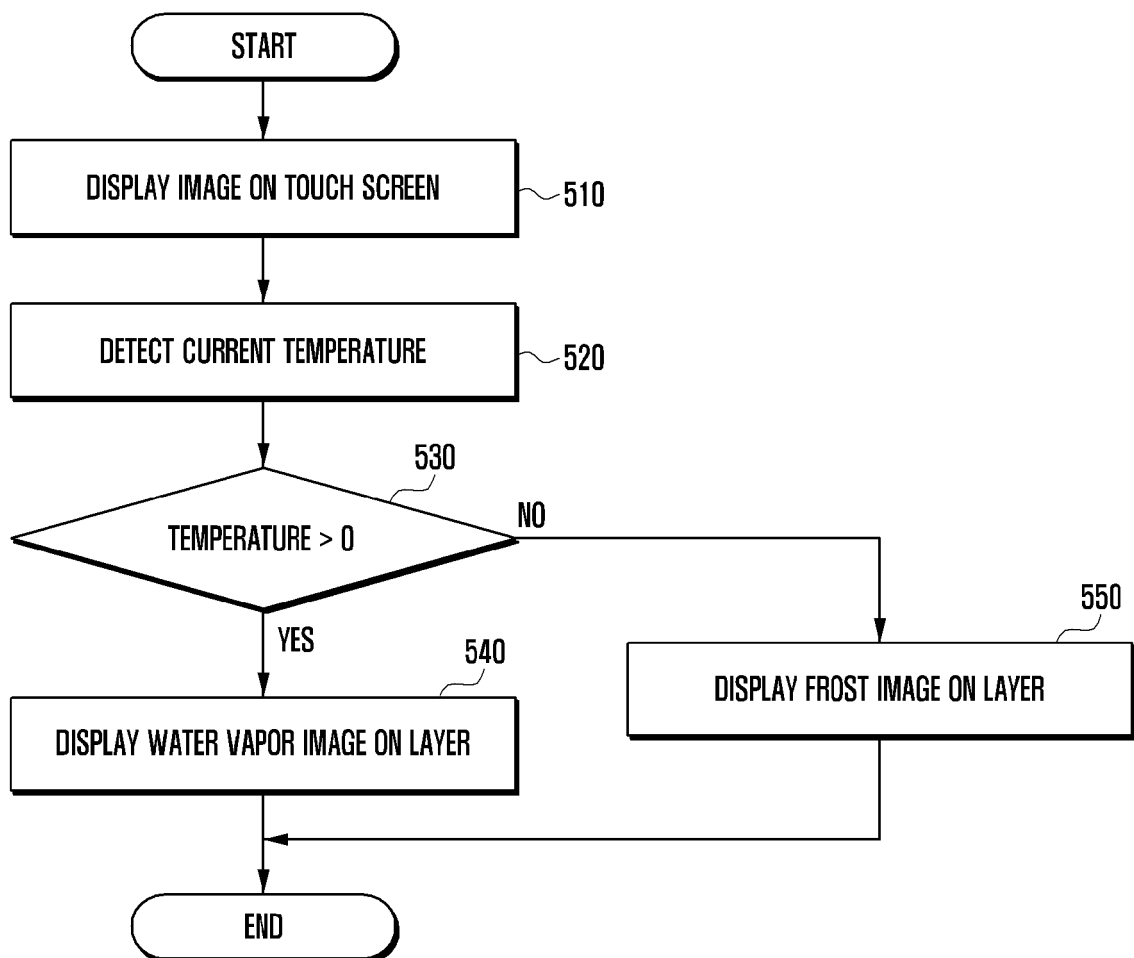 START
DISPLAY IMAGE ON TOUCH SCREEN
510
DETECT CURRENT TEMPERATURE
520
530
TEMPERATURE > 0
NO
YES
540
DISPLAY WATER VAPOR IMAGE ON LAYER
550
DISPLAY FROST IMAGE ON LAYER
END